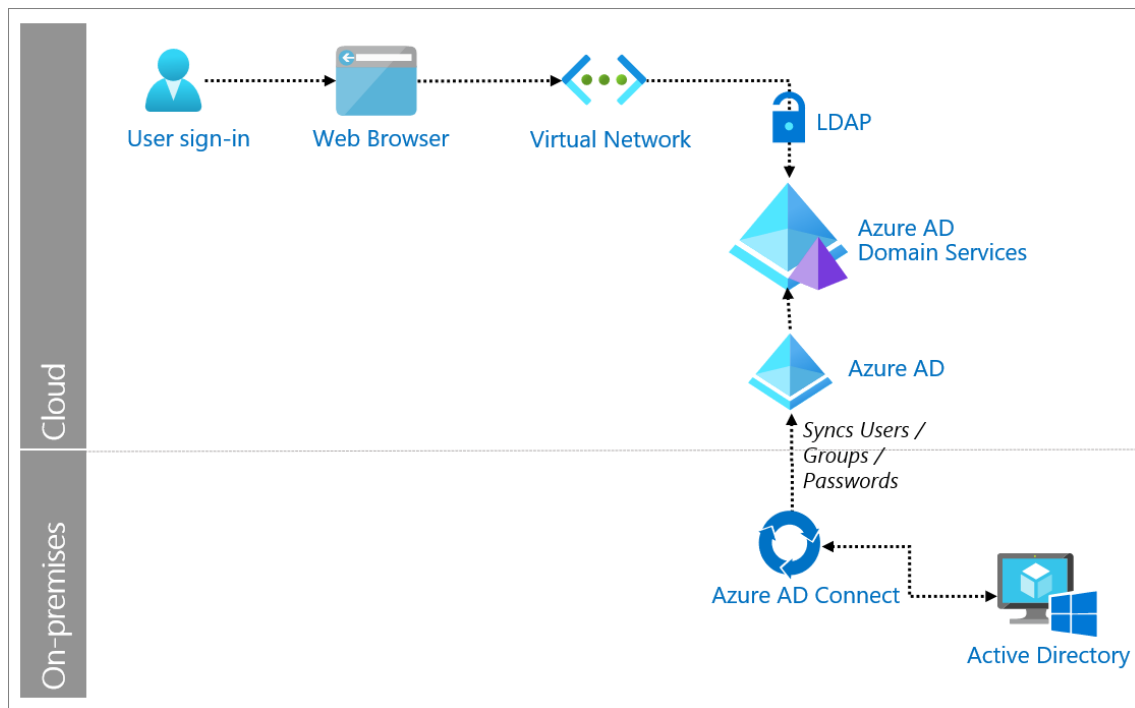 User sign-in
Web Browser
Virtual Network
LDAP
Azure AD
Domain Services
Azure AD
Cloud
Syncs Users /
Groups /
Passwords
On-premises
Azure AD Connect
Active Directory